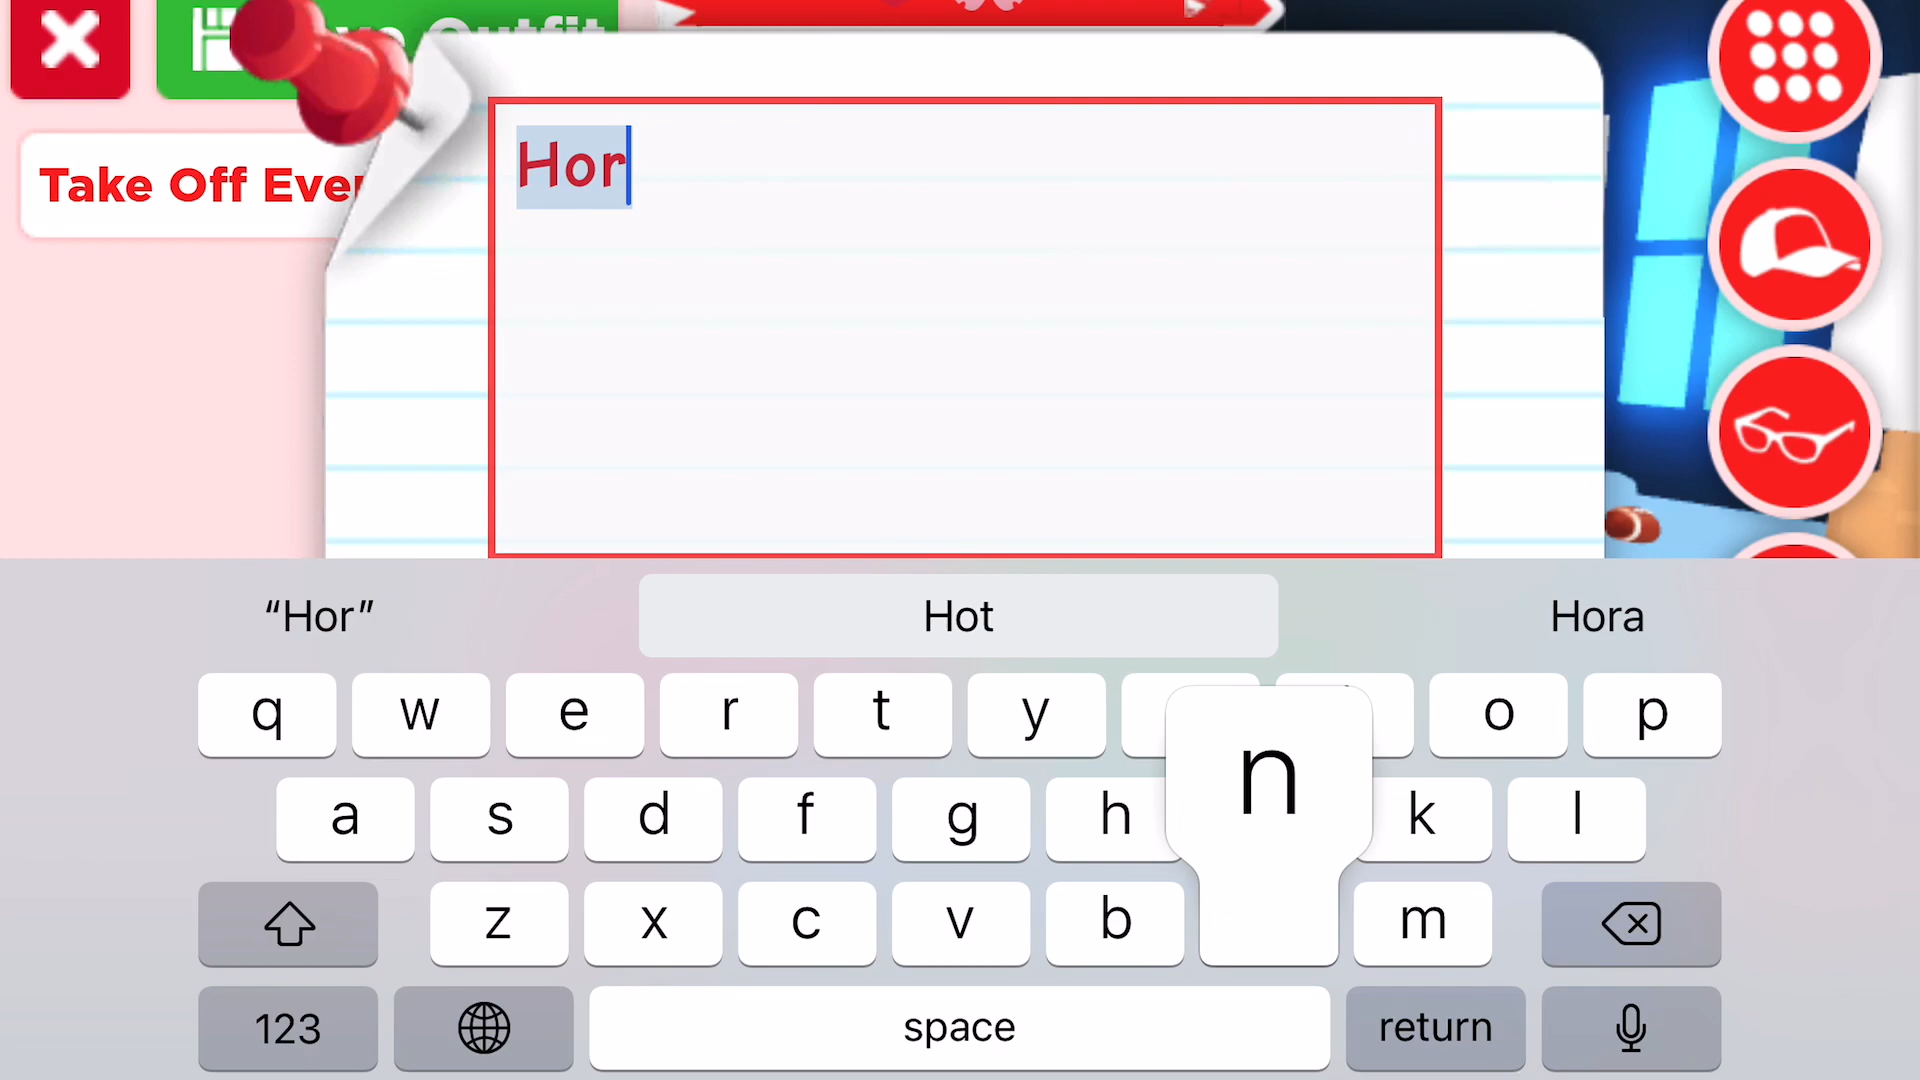 Take Off Ever
Hor
“Hor” Hot Hora
q w e r t y o p
a s d f g h n k l
z x c v b m
123 space return